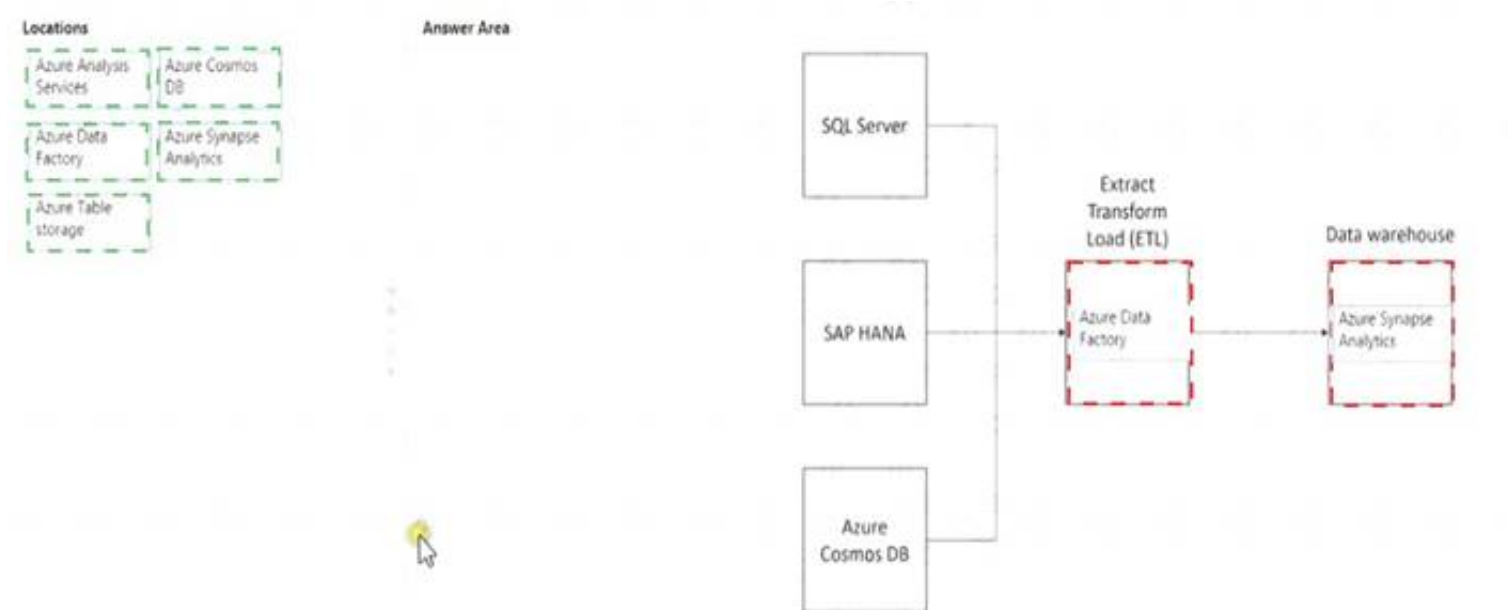 Locations
Answer Area
Azure Analysis
Services
Azure Cosmos
DB
Azure Data
Factory
Azure Synapse
Analytics
Azure Table
storage
SQL Server
SAP HANA
Azure
Cosmos DB
Extract
Transform
Load (ETL)
Azure Data
Factory
Data warehouse
Azure Synapse
Analytics